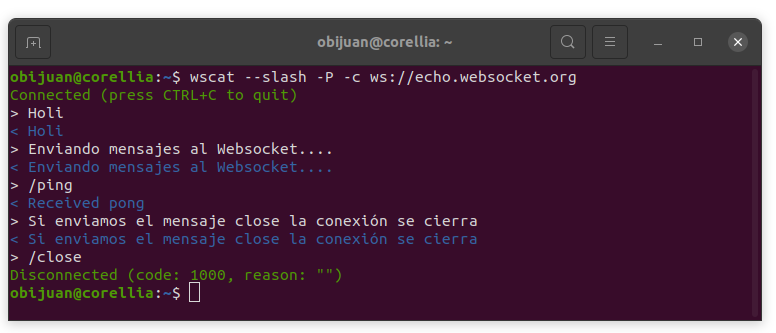 obijuan@corellia: ~
obijuan@corellia:~$ wscat --slash -P -c ws://echo.websocket.org
Connected (press CTRL+C to quit)
> Holi
< Holi
> Enviando mensajes al Websocket....
< Enviando mensajes al Websocket....
> /ping
< Received pong
> Si enviamos el mensaje close la conexión se cierra
< Si enviamos el mensaje close la conexión se cierra
> /close
Disconnected (code: 1000, reason: "")
obijuan@corellia:~$